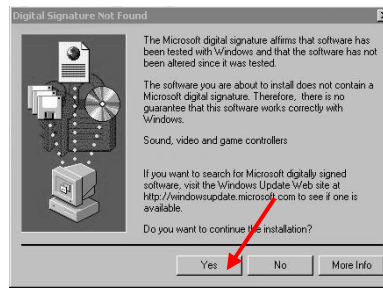 Digital Signature Not Found
The Microsoft digital signature affirms that software has
been tested with Windows and that the software has not
been altered since it was tested.
The software you are about to install does not contain a
Microsoft digital signature. Therefore, there is no
guarantee that this software works correctly with
Windows.
Sound, video and game controllers
If you want to search for Microsoft digitally signed
software, visit the Windows Update Web site at
http://windowsupdate.microsoft.com to see if one is
available.
Do you want to continue the installation?
Yes No More Info